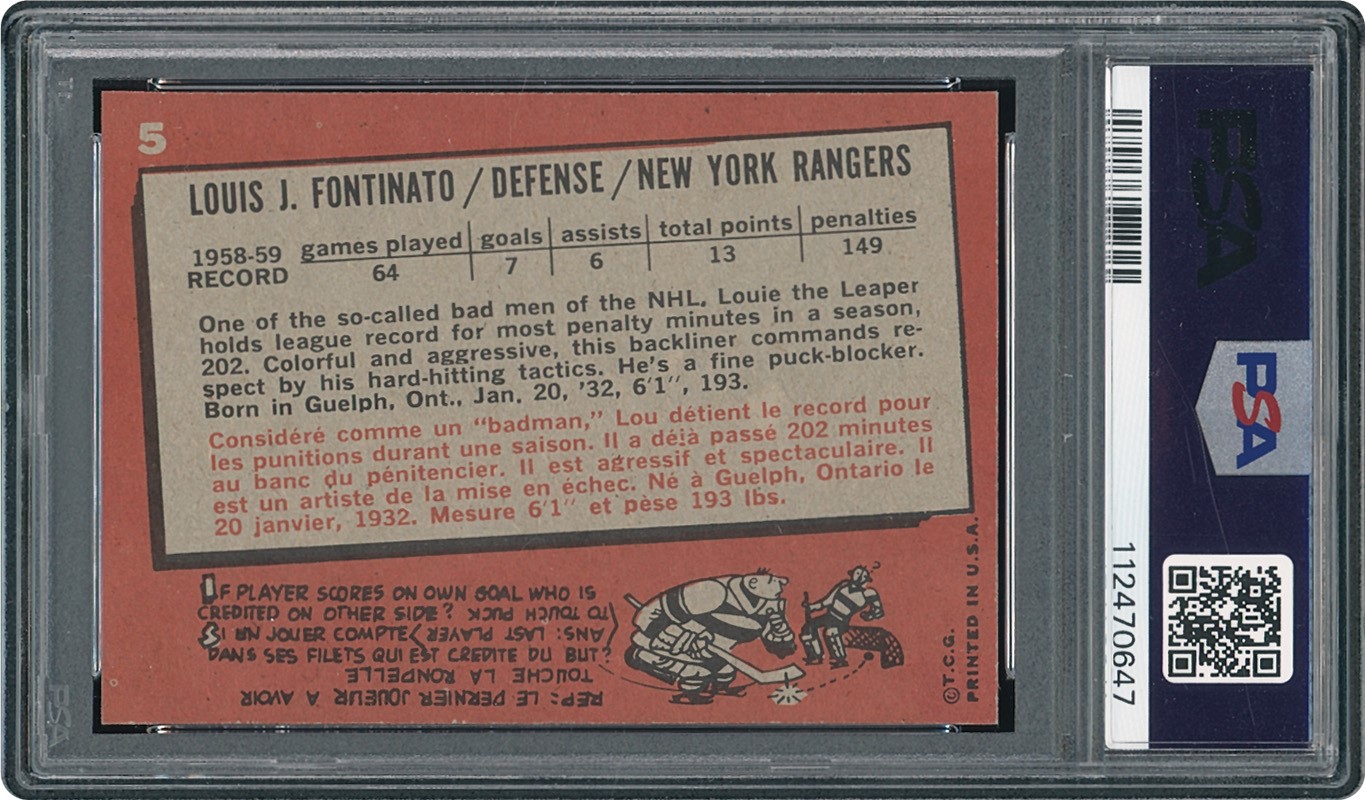 5
LOUIS J. FONTINATO / DEFENSE / NEW YORK RANGERS
1958-59 RECORD games played goals assists total points penalties
64 7 6 13 149
One of the so-called bad men of the NHL, Louie the Leaper
holds league record for most penalty minutes in a season,
202. Colorful and aggressive, this backliner commands re-
spect by his hard-hitting tactics. He's a fine puck-blocker.
Born in Guelph, Ont., Jan. 20, '32, 6'1", 193.
Considéré comme un "badman," Lou détient le record pour
les punitions durant une saison. Il a déjà passé 202 minutes
au banc du pénitencier. Il est agressif et spectaculaire. Il
est un artiste de la mise en échec. Né à Guelph, Ontario le
20 janvier, 1932. Mesure 6'1" et pèse 193 lbs.
IF PLAYER SCORES ON OWN GOAL WHO IS
CREDITED ON OTHER SIDE?
ANS: LAST PLAYER
TO TOUCH PUCK
SI UN JOUER COMPTE
DANS SES FILETS QUI EST CREDITE DU BUT?
REP: LE DERNIER JOUEUR A AVOIR
TOUCHE LA RONDELLE
©T.C.G.
PRINTED IN U.S.A.
PSA
PSA
112470647
PSA